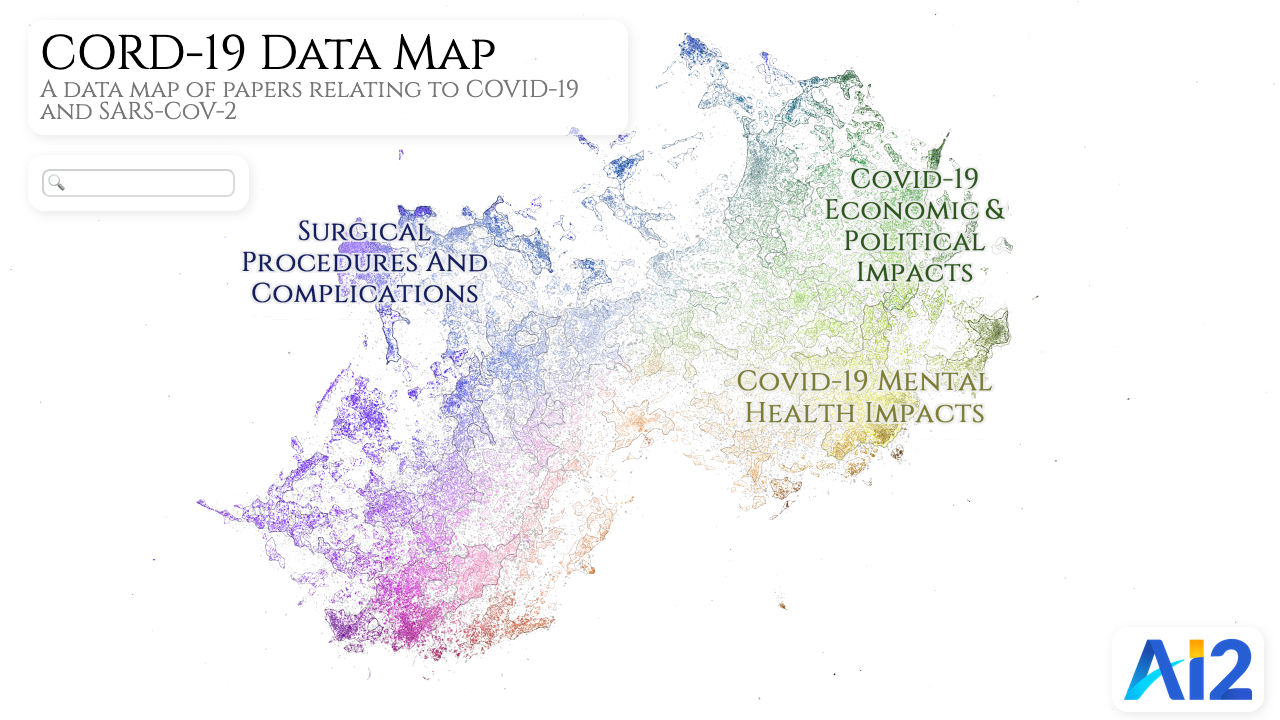 CORD-19 Data Map
A data map of papers relating to COVID-19
and SARS-CoV-2
Surgical
Procedures And
Complications
Covid-19
Economic &
Political
Impacts
Covid-19 Mental
Health Impacts
Ai2